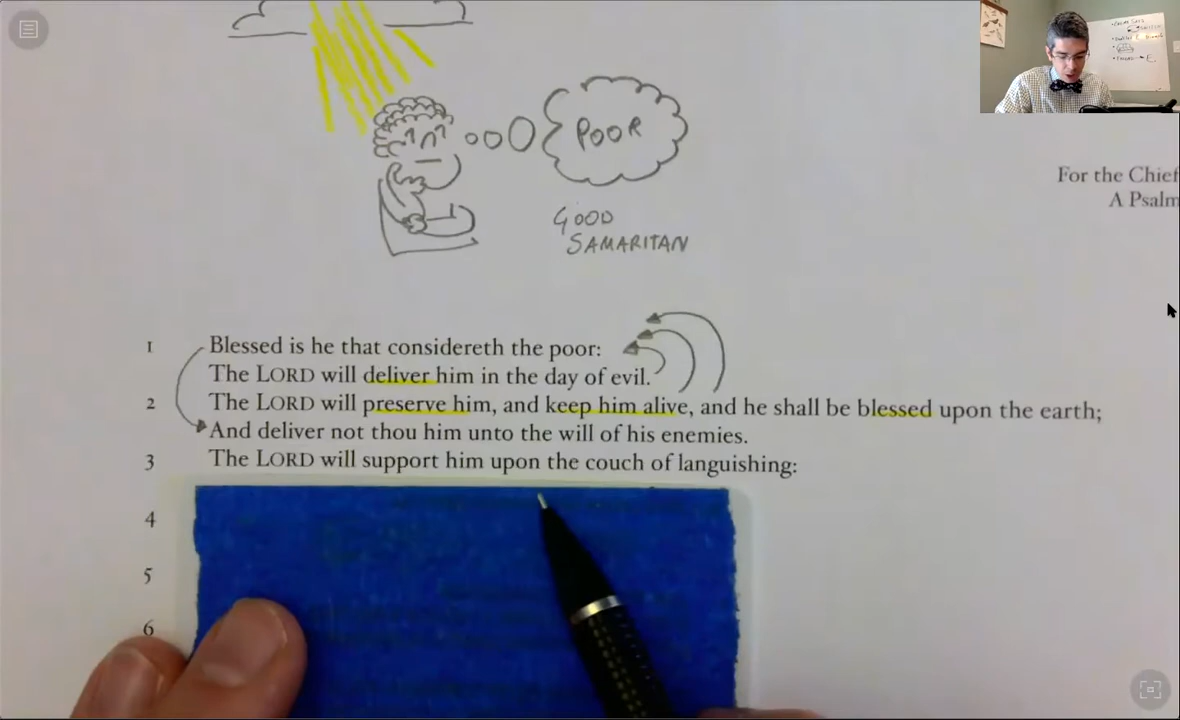 POOR
GOOD
SAMARITAN
For the Chief
A Psalm
1 Blessed is he that considereth the poor:
The LORD will deliver him in the day of evil.
2 The LORD will preserve him, and keep him alive, and he shall be blessed upon the earth;
And deliver not thou him unto the will of his enemies.
3 The LORD will support him upon the couch of languishing:
4
5
6